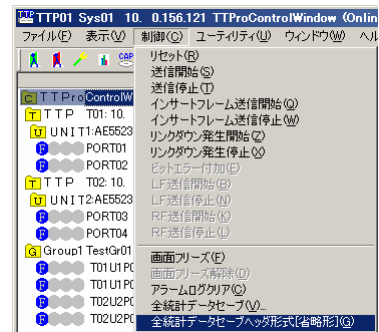 TTP01 Sys01 10. 0.156.121 TTProControlWindow (Onlin
ファイル(F) 表示(V) 制御(C) ユーティリティ(U) ウィンドウ(W) ヘル
リセット(R)
送信開始(S)
送信停止(T)
インサートフレーム送信開始(Q)
インサートフレーム送信停止(W)
リンクダウン発生開始(Z)
リンクダウン発生停止(X)
ビットエラー付加(E)
LF送信開始(B)
LF送信停止(N)
RF送信開始(K)
RF送信停止(L)
画面フリーズ(F)
画面フリーズ解除(D)
アラームログクリア(C)
全統計データセーブ(V)...
全統計データセーブヘッダ形式[省略形](G)
C TTPro ControlW
T TTP T01: 10.
U UNIT1:AE5523
P PORT01
P PORT02
T TTP T02: 10.
U UNIT2:AE5523
P PORT03
P PORT04
G Group1 TestGr01
P T01U1P
P T01U1P
P T02U2P
P T02U2P